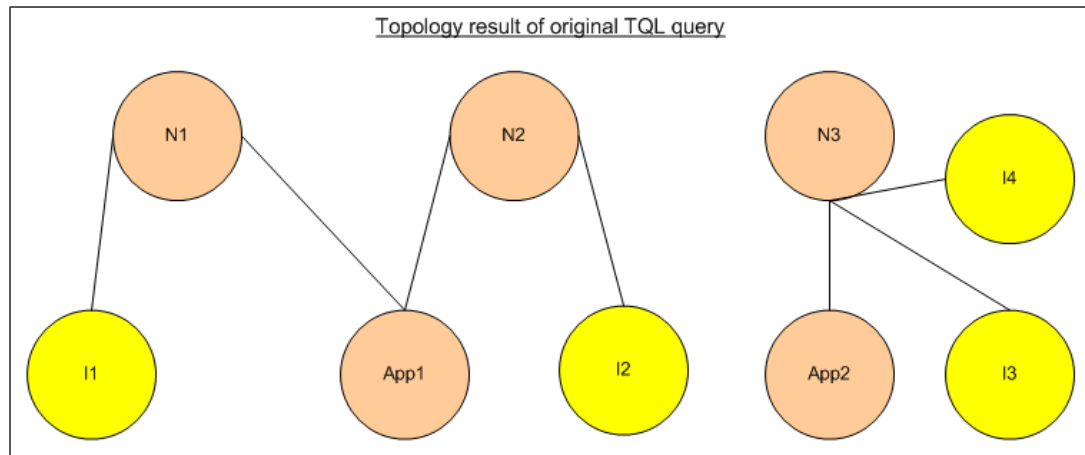 Topology result of original TQL query
N1
N2
N3
I4
I1
App1
I2
App2
I3